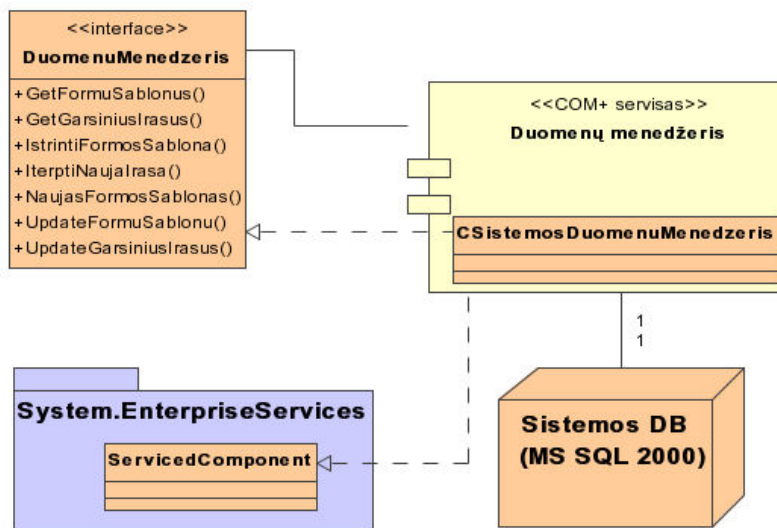 <<interface>>
DuomenuMenedzeris
+GetFormuSablonus()
+GetGarsiniusIrasus()
+IstrintiFormosSablona()
+IterptiNaujaIrasa()
+NaujasFormosSablonas()
+UpdateFormuSablonu()
+UpdateGarsiniusIrasus()
<<COM+ servisas>>
Duomenų menedžeris
CSistemosDuomenuMenedzeris
1
1
System.EnterpriseServices
ServicedComponent
Sistemos DB
(MS SQL 2000)